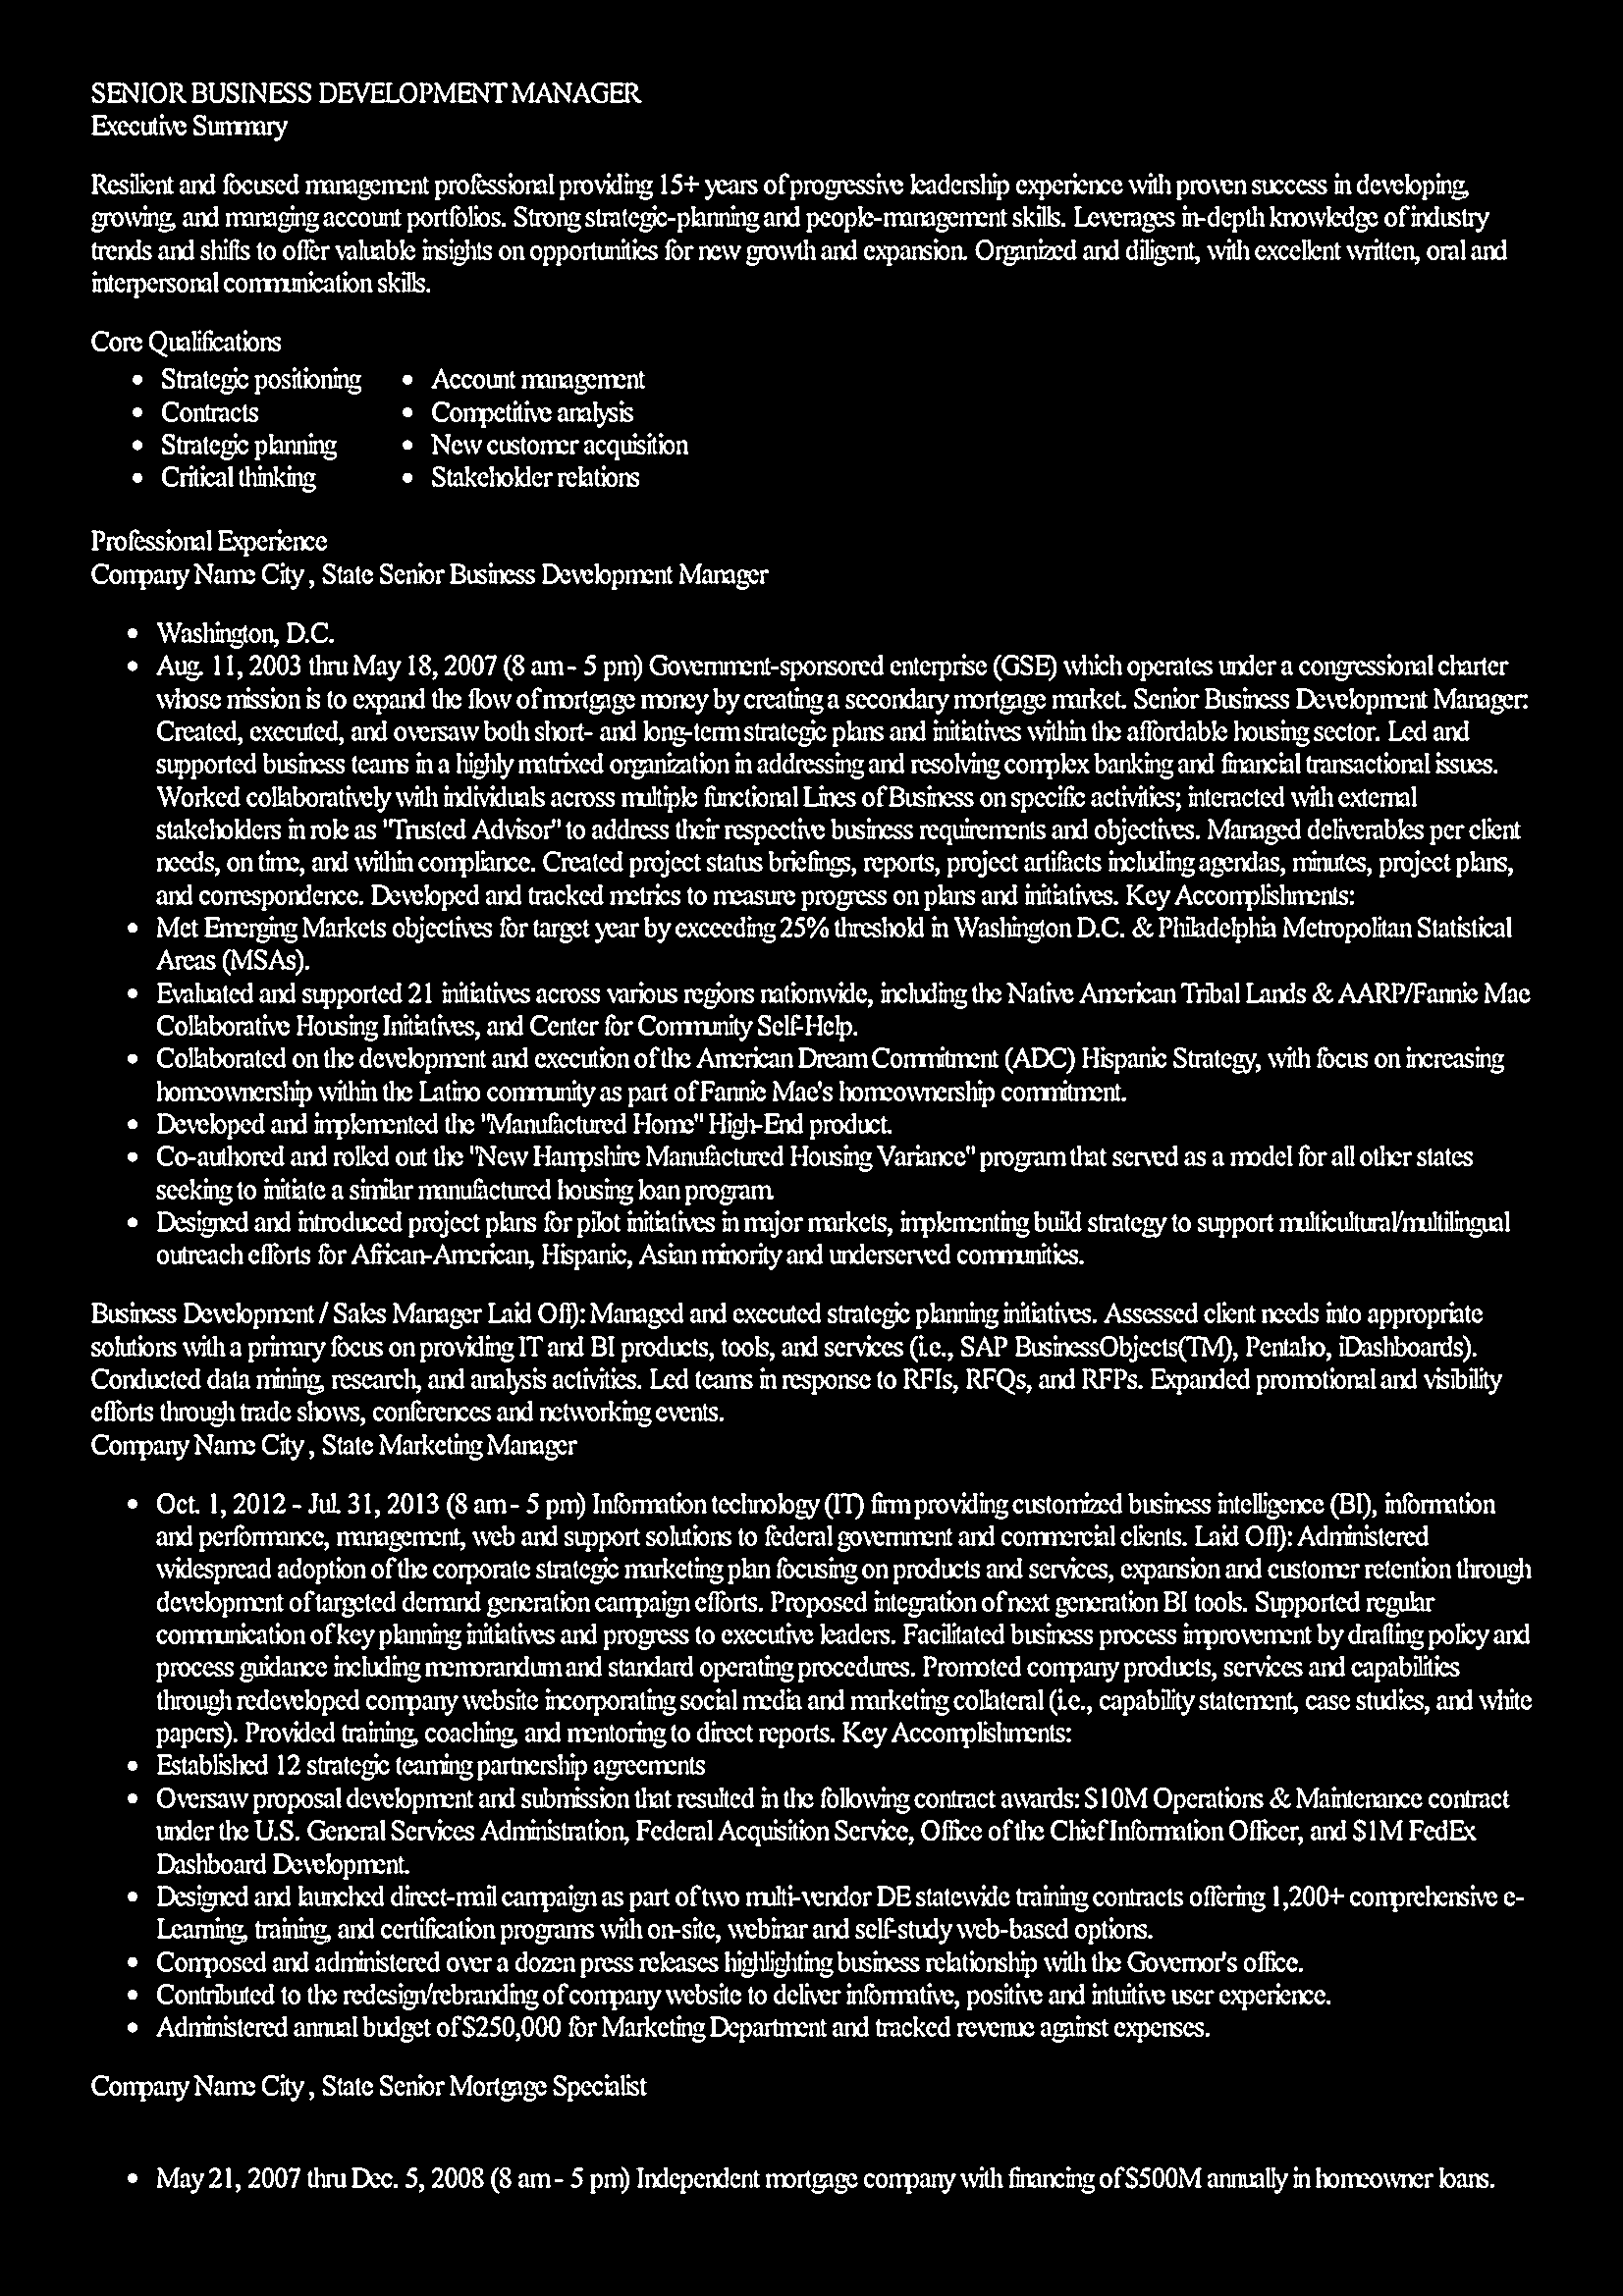 SENIOR BUSINESS DEVELOPMENT MANAGER
Executive Summary
Resilient and focused management professional providing 15+ years of progressive leadership experience with proven success in developing,
growing, and managing account portfolios. Strong strategic-planning and people-management skills. Leverages in-depth knowledge of industry
trends and shifts to offer valuable insights on opportunities for new growth and expansion. Organized and diligent, with excellent written, oral and
interpersonal communication skills.
Core Qualifications
• Strategic positioning • Account management
• Contracts • Competitive analysis
• Strategic planning • New customer acquisition
• Critical thinking • Stakeholder relations
Professional Experience
Company Name City , State Senior Business Development Manager
• Washington, D.C.
• Aug. 11, 2003 thru May 18, 2007 (8 am - 5 pm) Government-sponsored enterprise (GSE) which operates under a congressional charter
whose mission is to expand the flow of mortgage money by creating a secondary mortgage market. Senior Business Development Manager:
Created, executed, and oversaw both short- and long-term strategic plans and initiatives within the affordable housing sector. Led and
supported business teams in a highly matrixed organization in addressing and resolving complex banking and financial transactional issues.
Worked collaboratively with individuals across multiple functional Lines of Business on specific activities; interacted with external
stakeholders in role as "Trusted Advisor" to address their respective business requirements and objectives. Managed deliverables per client
needs, on time, and within compliance. Created project status briefings, reports, project artifacts including agendas, minutes, project plans,
and correspondence. Developed and tracked metrics to measure progress on plans and initiatives. Key Accomplishments:
• Met Emerging Markets objectives for target year by exceeding 25% threshold in Washington D.C. & Philadelphia Metropolitan Statistical
Areas (MSAs).
• Evaluated and supported 21 initiatives across various regions nationwide, including the Native American Tribal Lands & AARP/Fannie Mae
Collaborative Housing Initiatives, and Center for Community Self-Help.
• Collaborated on the development and execution of the American Dream Commitment (ADC) Hispanic Strategy, with focus on increasing
homeownership within the Latino community as part of Fannie Mae's homeownership commitment.
• Developed and implemented the "Manufactured Home" High-End product.
• Co-authored and rolled out the "New Hampshire Manufactured Housing Variance" program that served as a model for all other states
seeking to initiate a similar manufactured housing loan program.
• Designed and introduced project plans for pilot initiatives in major markets, implementing build strategy to support multicultural/multilingual
outreach efforts for African-American, Hispanic, Asian minority and underserved communities.
Business Development / Sales Manager Laid Off): Managed and executed strategic planning initiatives. Assessed client needs into appropriate
solutions with a primary focus on providing IT and BI products, tools, and services (i.e., SAP BusinessObjects(TM), Pentaho, iDashboards).
Conducted data mining, research, and analysis activities. Led teams in response to RFIs, RFQs, and RFPs. Expanded promotional and visibility
efforts through trade shows, conferences and networking events.
Company Name City , State Marketing Manager
• Oct. 1, 2012 - Jul. 31, 2013 (8 am - 5 pm) Information technology (IT) firm providing customized business intelligence (BI), information
and performance, management, web and support solutions to federal government and commercial clients. Laid Off): Administered
widespread adoption of the corporate strategic marketing plan focusing on products and services, expansion and customer retention through
development of targeted demand generation campaign efforts. Proposed integration of next generation BI tools. Supported regular
communication of key planning initiatives and progress to executive leaders. Facilitated business process improvement by drafting policy and
process guidance including memorandum and standard operating procedures. Promoted company products, services and capabilities
through redeveloped company website incorporating social media and marketing collateral (i.e., capability statement, case studies, and white
papers). Provided training, coaching, and mentoring to direct reports. Key Accomplishments:
• Established 12 strategic teaming partnership agreements
• Oversaw proposal development and submission that resulted in the following contract awards: $10M Operations & Maintenance contract
under the U.S. General Services Administration, Federal Acquisition Service, Office of the Chief Information Officer, and $1M FedEx
Dashboard Development.
• Designed and launched direct-mail campaign as part of two multi-vendor DE statewide training contracts offering 1,200+ comprehensive e-
Learning, training, and certification programs with on-site, webinar and self-study web-based options.
• Composed and administered over a dozen press releases highlighting business relationship with the Governor's office.
• Contributed to the redesign/rebranding of company website to deliver informative, positive and intuitive user experience.
• Administered annual budget of $250,000 for Marketing Department and tracked revenue against expenses.
Company Name City , State Senior Mortgage Specialist
• May 21, 2007 thru Dec. 5, 2008 (8 am - 5 pm) Independent mortgage company with financing of $500M annually in homeowner loans.